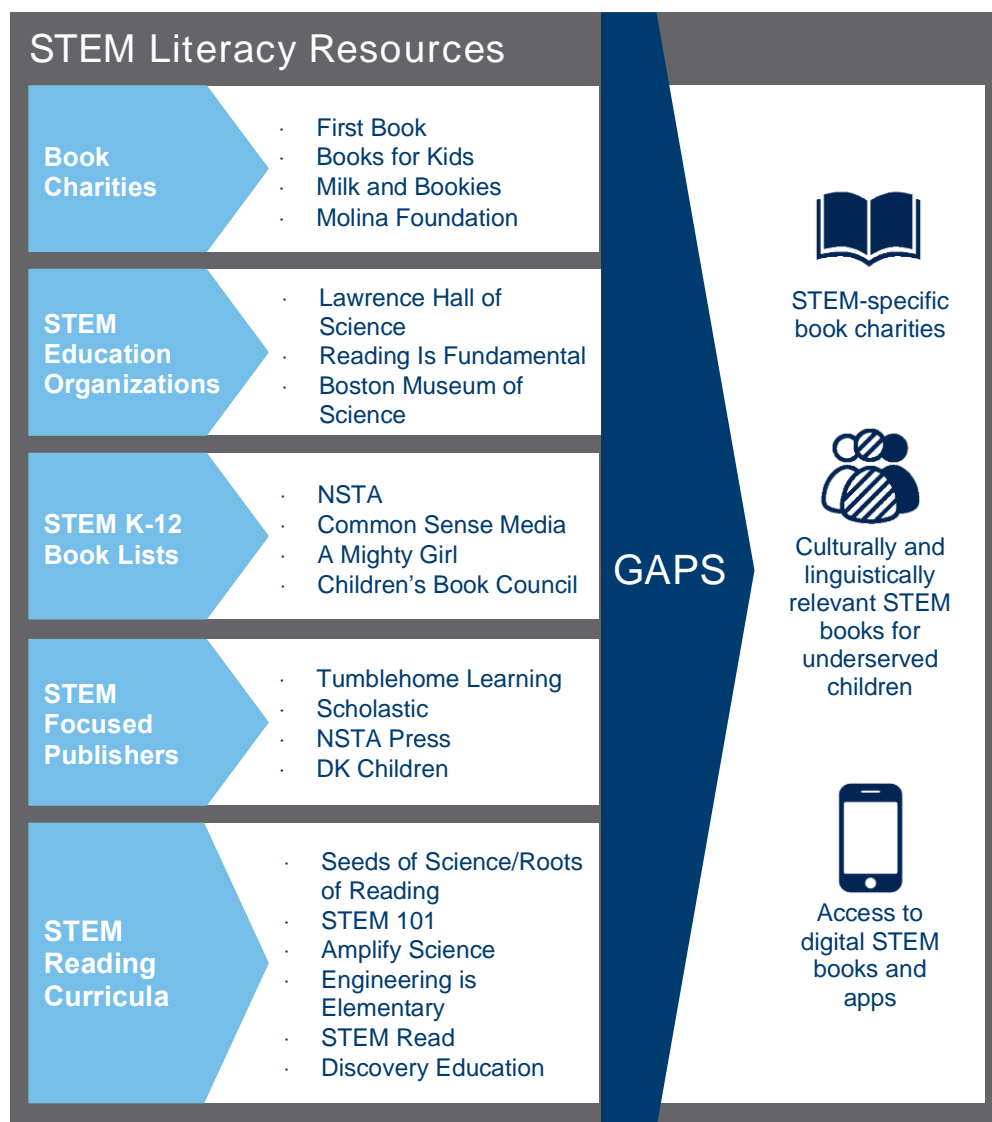 STEM Literacy Resources
Book
Charities
· First Book
· Books for Kids
· Milk and Bookies
· Molina Foundation
STEM
Education
Organizations
· Lawrence Hall of
Science
· Reading Is Fundamental
· Boston Museum of
Science
STEM K-12
Book Lists
· NSTA
· Common Sense Media
· A Mighty Girl
· Children’s Book Council
STEM
Focused
Publishers
· Tumblehome Learning
· Scholastic
· NSTA Press
· DK Children
STEM
Reading
Curricula
· Seeds of Science/Roots
of Reading
· STEM 101
· Amplify Science
· Engineering is
Elementary
· STEM Read
· Discovery Education
GAPS
STEM-specific
book charities
Culturally and
linguistically
relevant STEM
books for
underserved
children
Access to
digital STEM
books and
apps